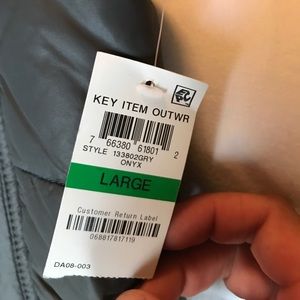 KEY ITEM OUTWR
7 66380 61801 2
STYLE 133802GRY
ONYX
LARGE
Customer Return Label
068817817119
DA08-003